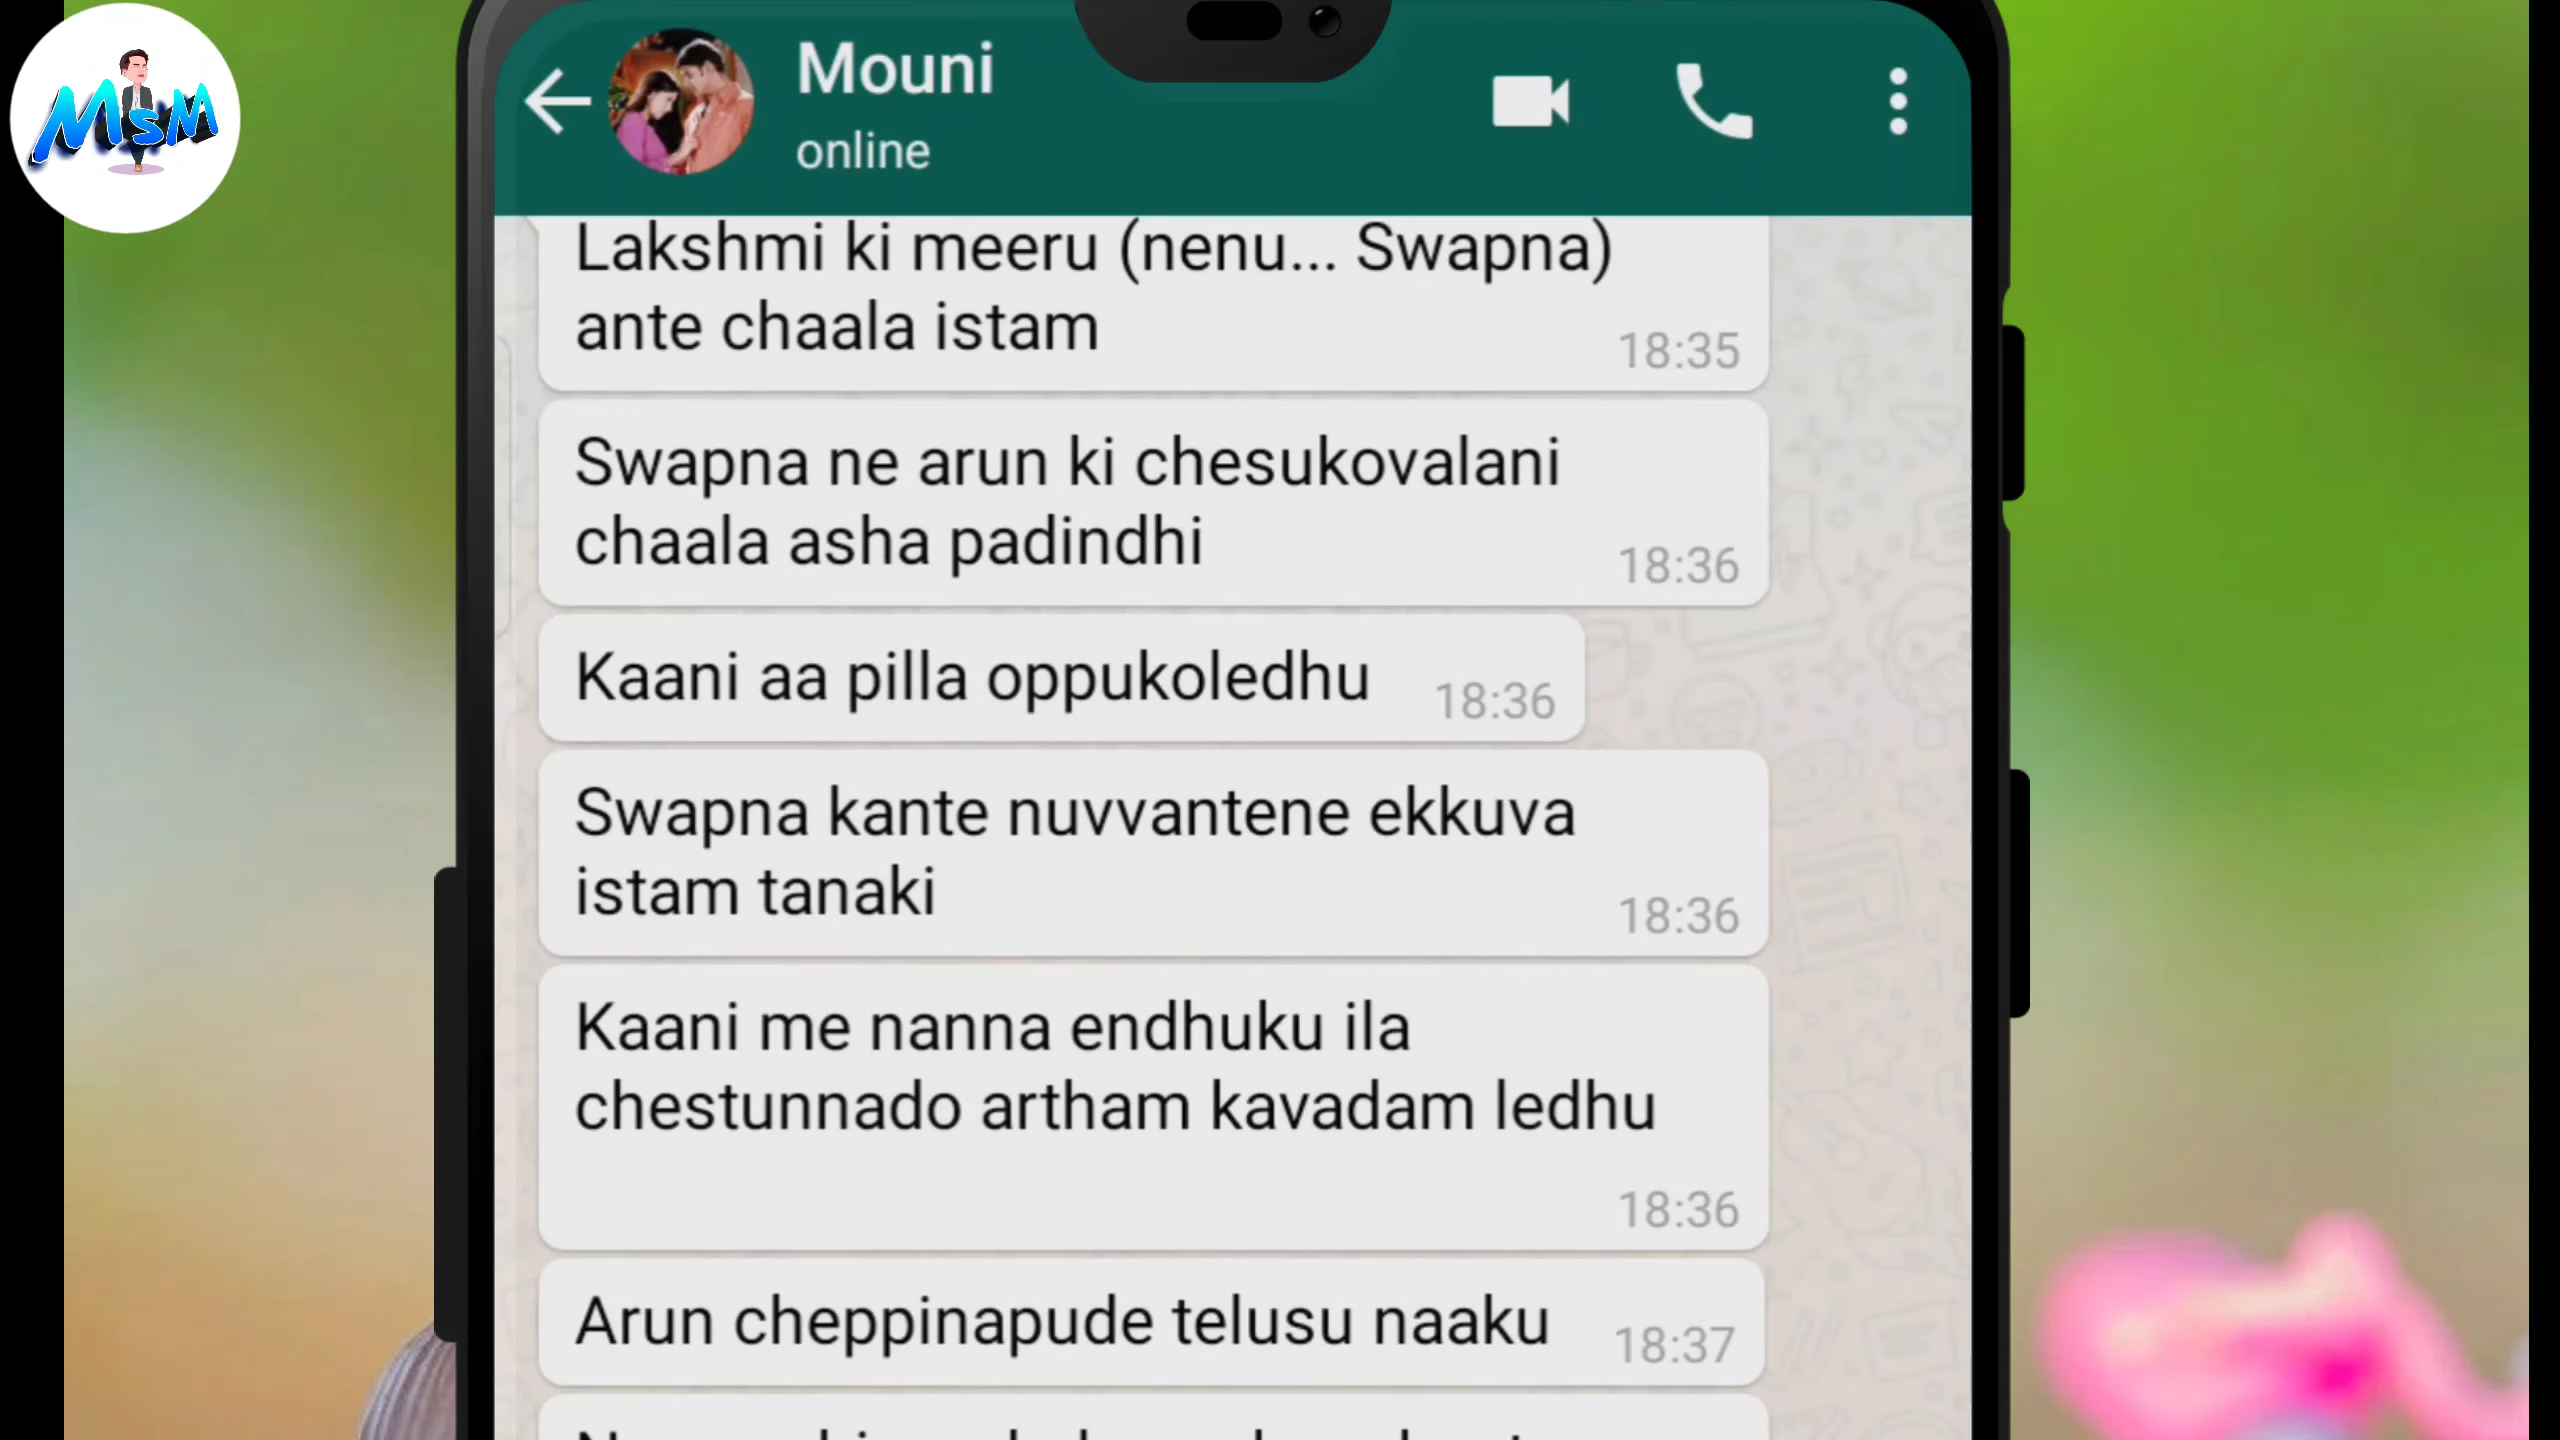 MSM
Mouni
online
Lakshmi ki meeru (nenu... Swapna)
ante chaala istam
18:35
Swapna ne arun ki chesukovalani
chaala asha padindhi
18:36
Kaani aa pilla oppukoledhu
18:36
Swapna kante nuvvantene ekkuva
istam tanaki
18:36
Kaani me nanna endhuku ila
chestunnado artham kavadam ledhu
18:36
Arun cheppinapude telusu naaku
18:37